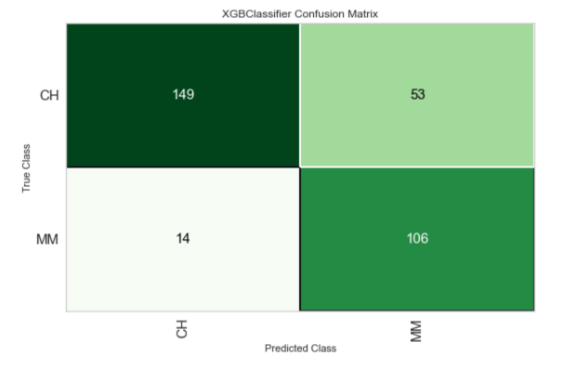 XGBClassifier Confusion Matrix
CH
149
53
True Class
MM
14
106
CH
MM
Predicted Class